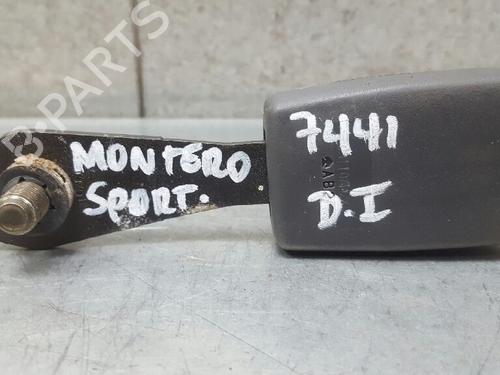 B-PARTS
MONTERO
SPORT.
7441
D.I